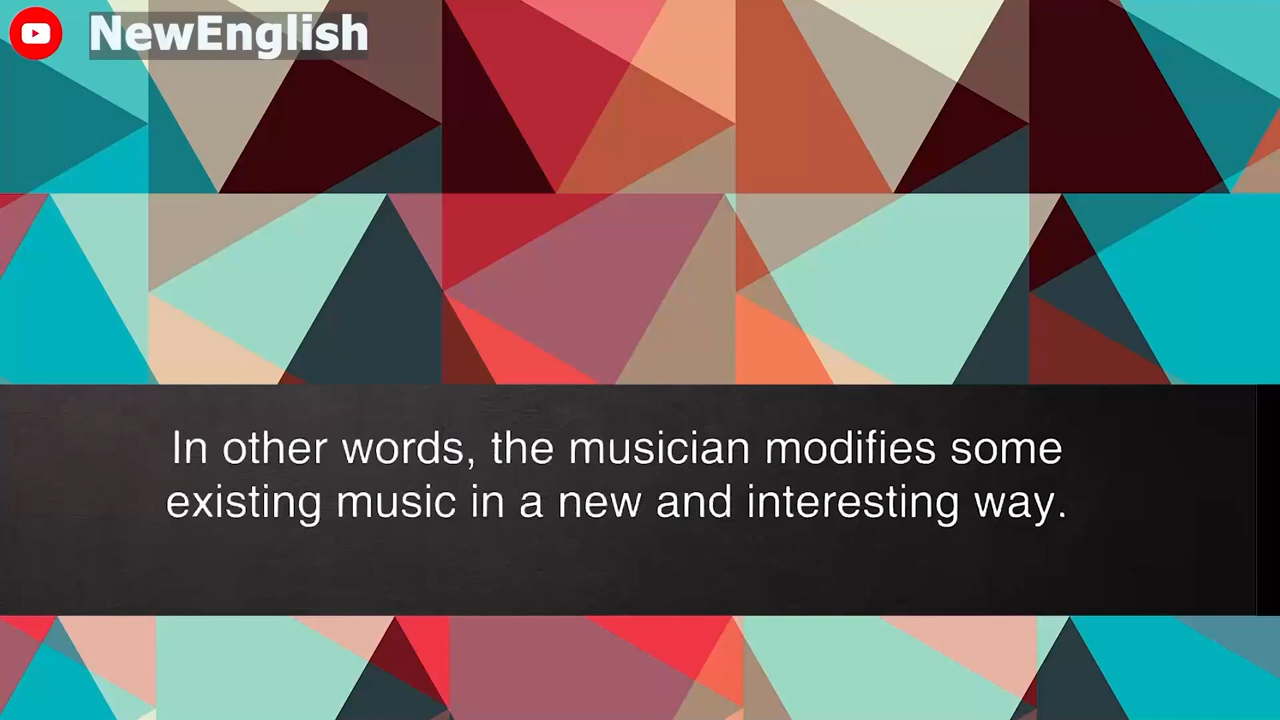 NewEnglish
In other words, the musician modifies some
existing music in a new and interesting way.